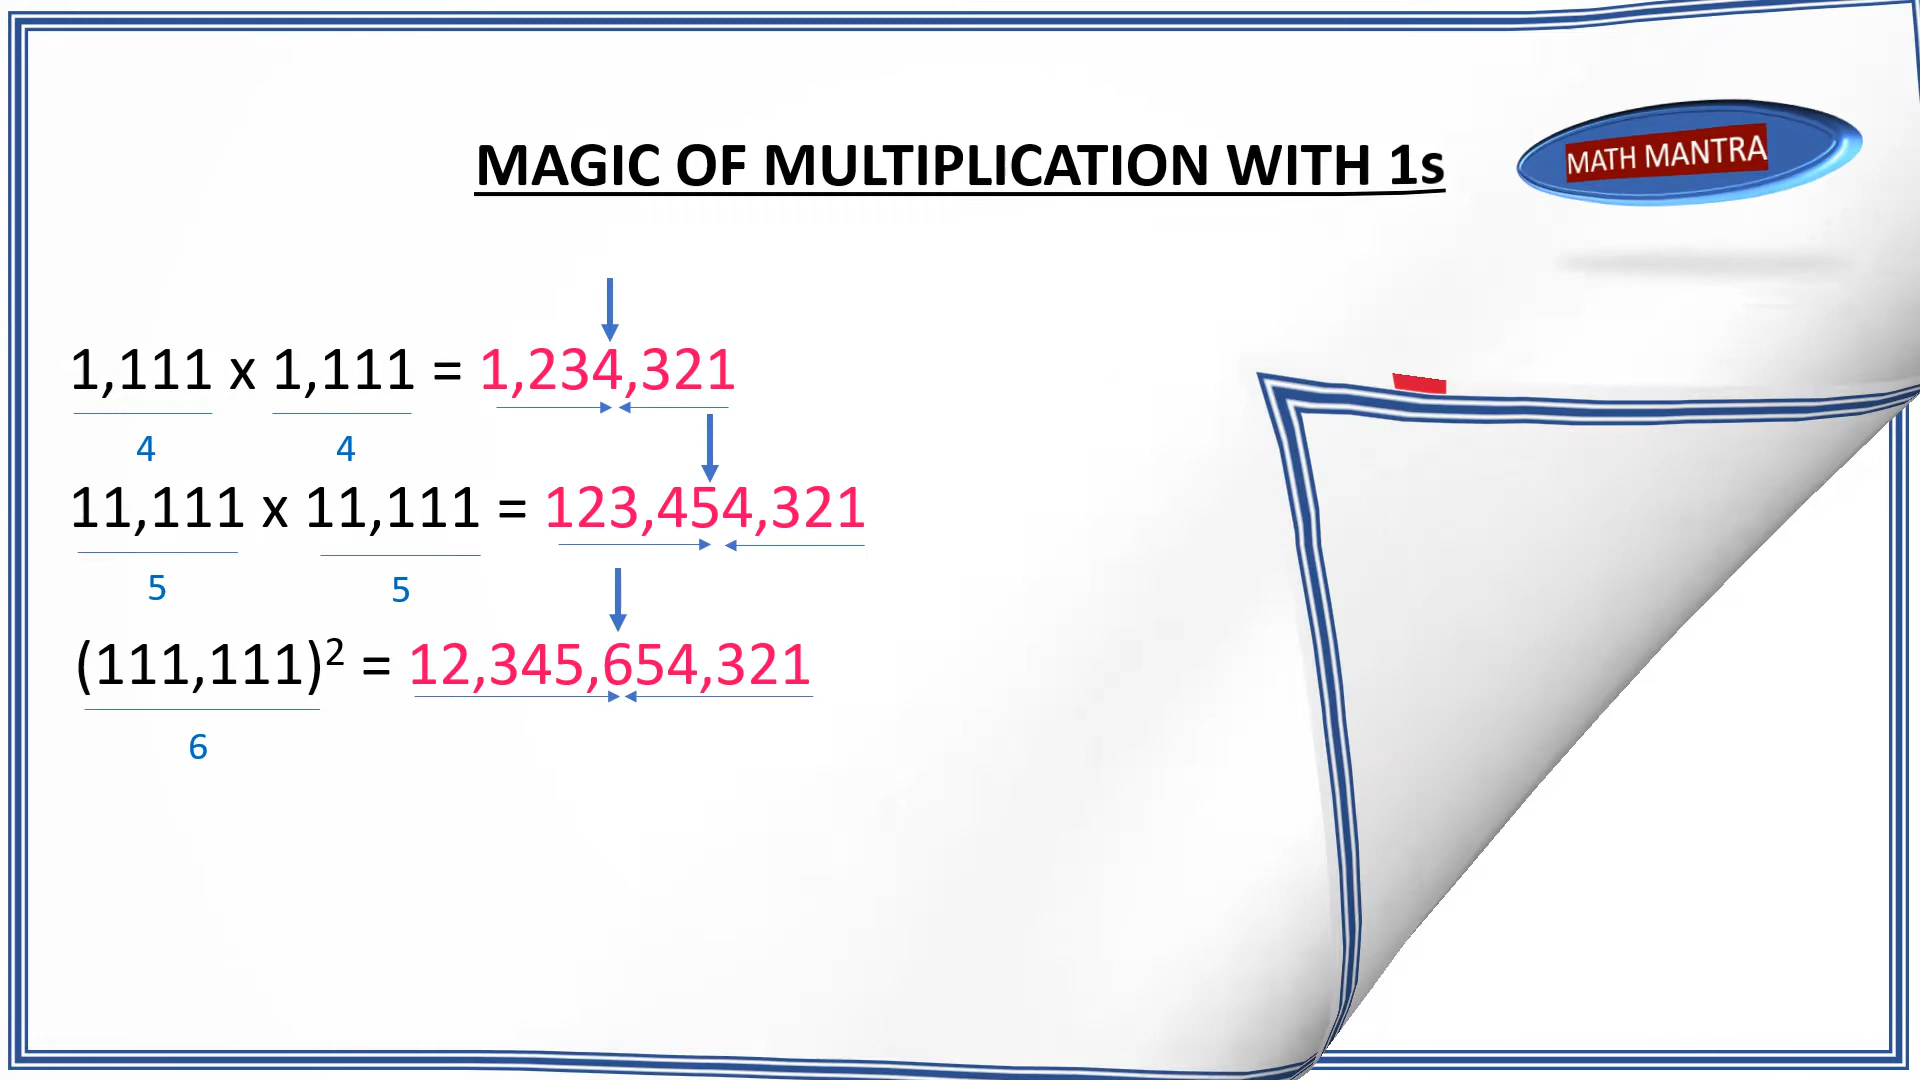 MAGIC OF MULTIPLICATION WITH 1s
MATH MANTRA
1,111 x 1,111 = 1,234,321
4 4
11,111 x 11,111 = 123,454,321
5 5
(111,111)² = 12,345,654,321
6